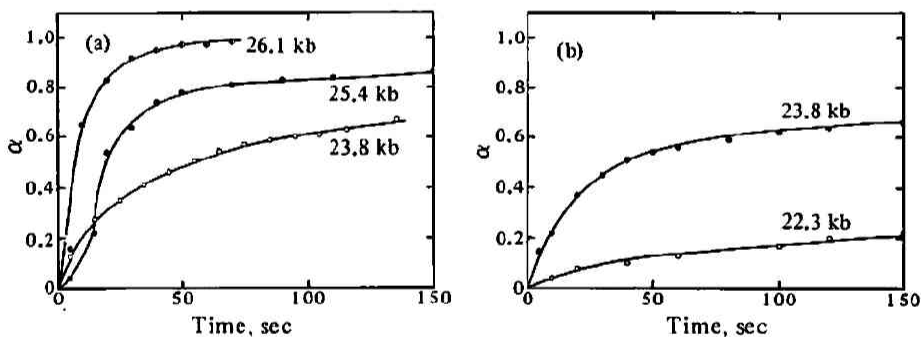 (a)
α
1.0
0.8
0.6
0.4
0.2
0
26.1 kb
25.4 kb
23.8 kb
0 50 100 150
Time, sec
(b)
α
1.0
0.8
0.6
0.4
0.2
0
23.8 kb
22.3 kb
0 50 100 150
Time, sec